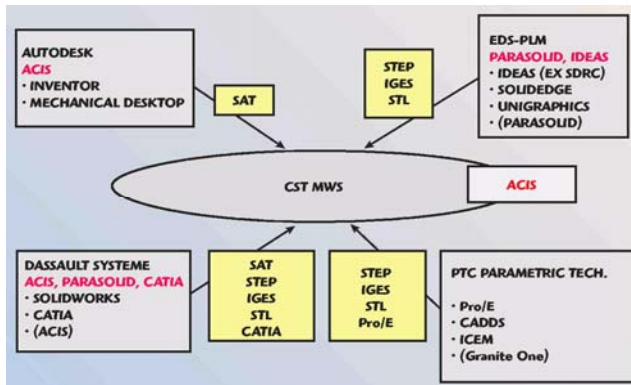 AUTODESK
ACIS
· INVENTOR
· MECHANICAL DESKTOP
SAT
STEP
IGES
STL
EDS-PLM
PARASOLID, IDEAS
· IDEAS (EX SDRC)
· SOLIDEDGE
· UNIGRAPHICS
· (PARASOLID)
CST MWS
ACIS
DASSAULT SYSTEME
ACIS, PARASOLID, CATIA
· SOLIDWORKS
· CATIA
· (ACIS)
SAT
STEP
IGES
STL
CATIA
STEP
IGES
STL
Pro/E
PTC PARAMETRIC TECH.
· Pro/E
· CADDS
· ICEM
· (Granite One)